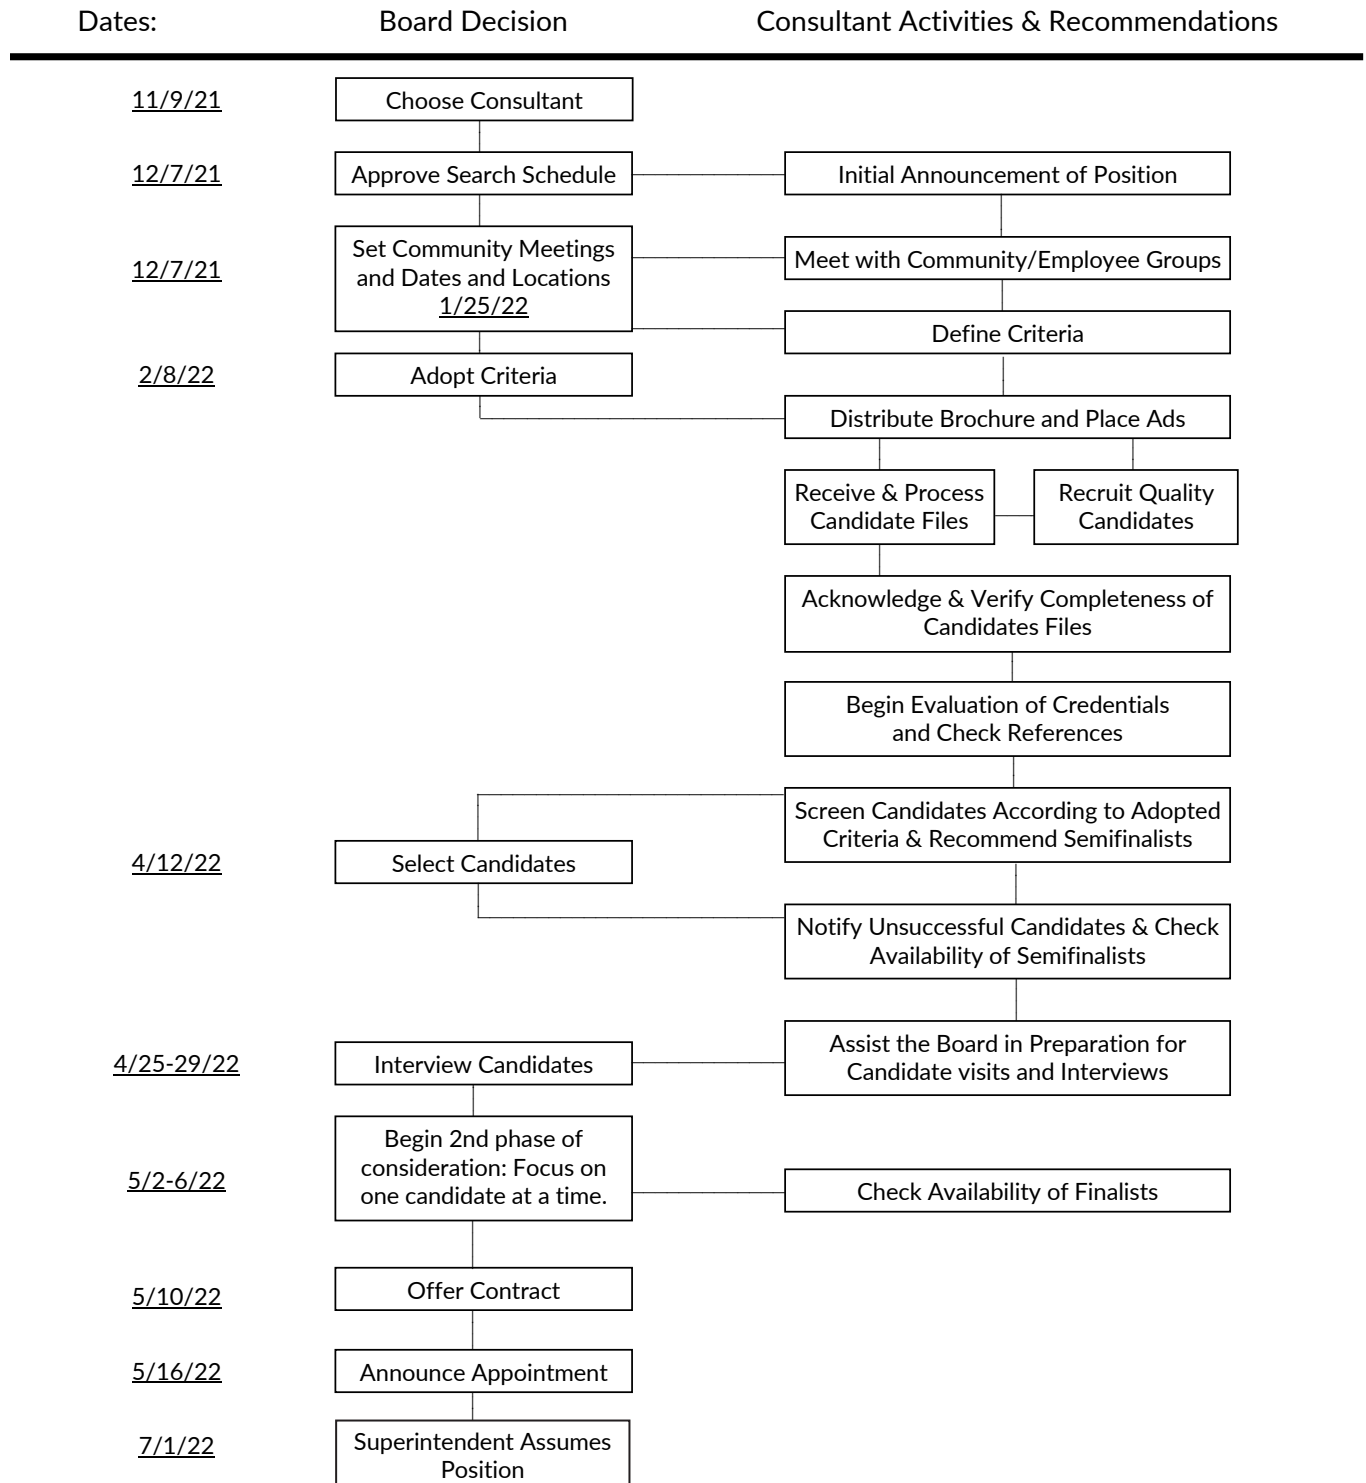 Dates:
Board Decision
Consultant Activities & Recommendations
11/9/21
Choose Consultant
12/7/21
Approve Search Schedule
Initial Announcement of Position
12/7/21
Set Community Meetings
and Dates and Locations
1/25/22
Meet with Community/Employee Groups
Define Criteria
2/8/22
Adopt Criteria
Distribute Brochure and Place Ads
Receive & Process
Candidate Files
Recruit Quality
Candidates
Acknowledge & Verify Completeness of
Candidates Files
Begin Evaluation of Credentials
and Check References
Screen Candidates According to Adopted
Criteria & Recommend Semifinalists
4/12/22
Select Candidates
Notify Unsuccessful Candidates & Check
Availability of Semifinalists
4/25-29/22
Interview Candidates
Assist the Board in Preparation for
Candidate visits and Interviews
5/2-6/22
Begin 2nd phase of
consideration: Focus on
one candidate at a time.
Check Availability of Finalists
5/10/22
Offer Contract
5/16/22
Announce Appointment
7/1/22
Superintendent Assumes
Position